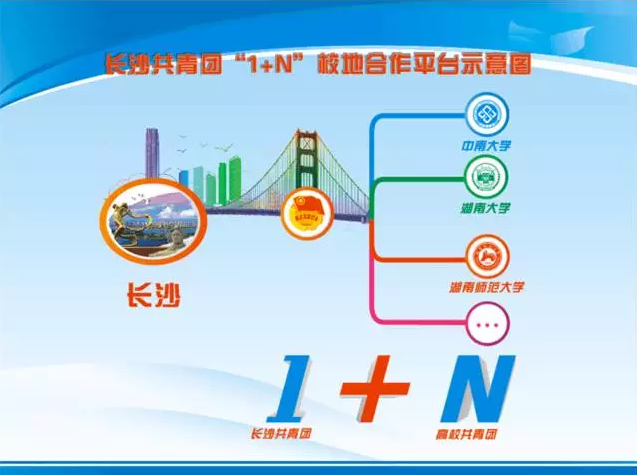 长沙共青团“1+N”校地合作平台示意图
中南大学
湖南大学
长沙
湖南师范大学
1 + N
长沙共青团
高校共青团